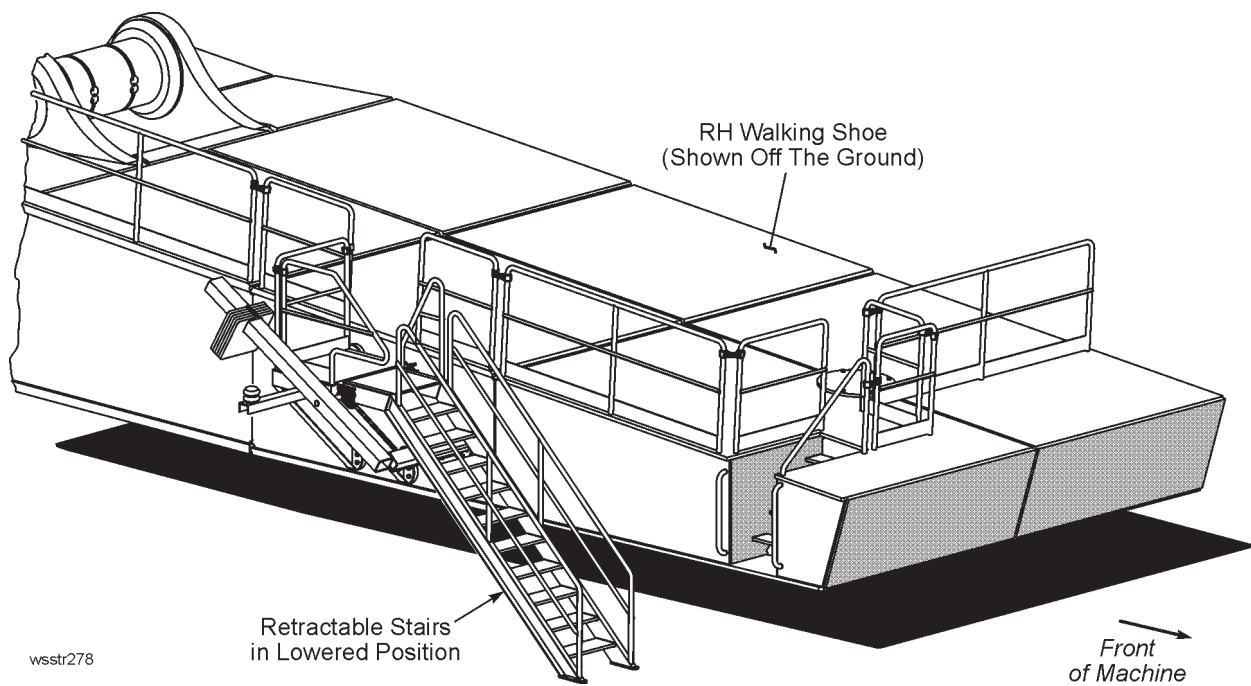 RH Walking Shoe
(Shown Off The Ground)
Retractable Stairs
in Lowered Position
wsstr278
Front
of Machine